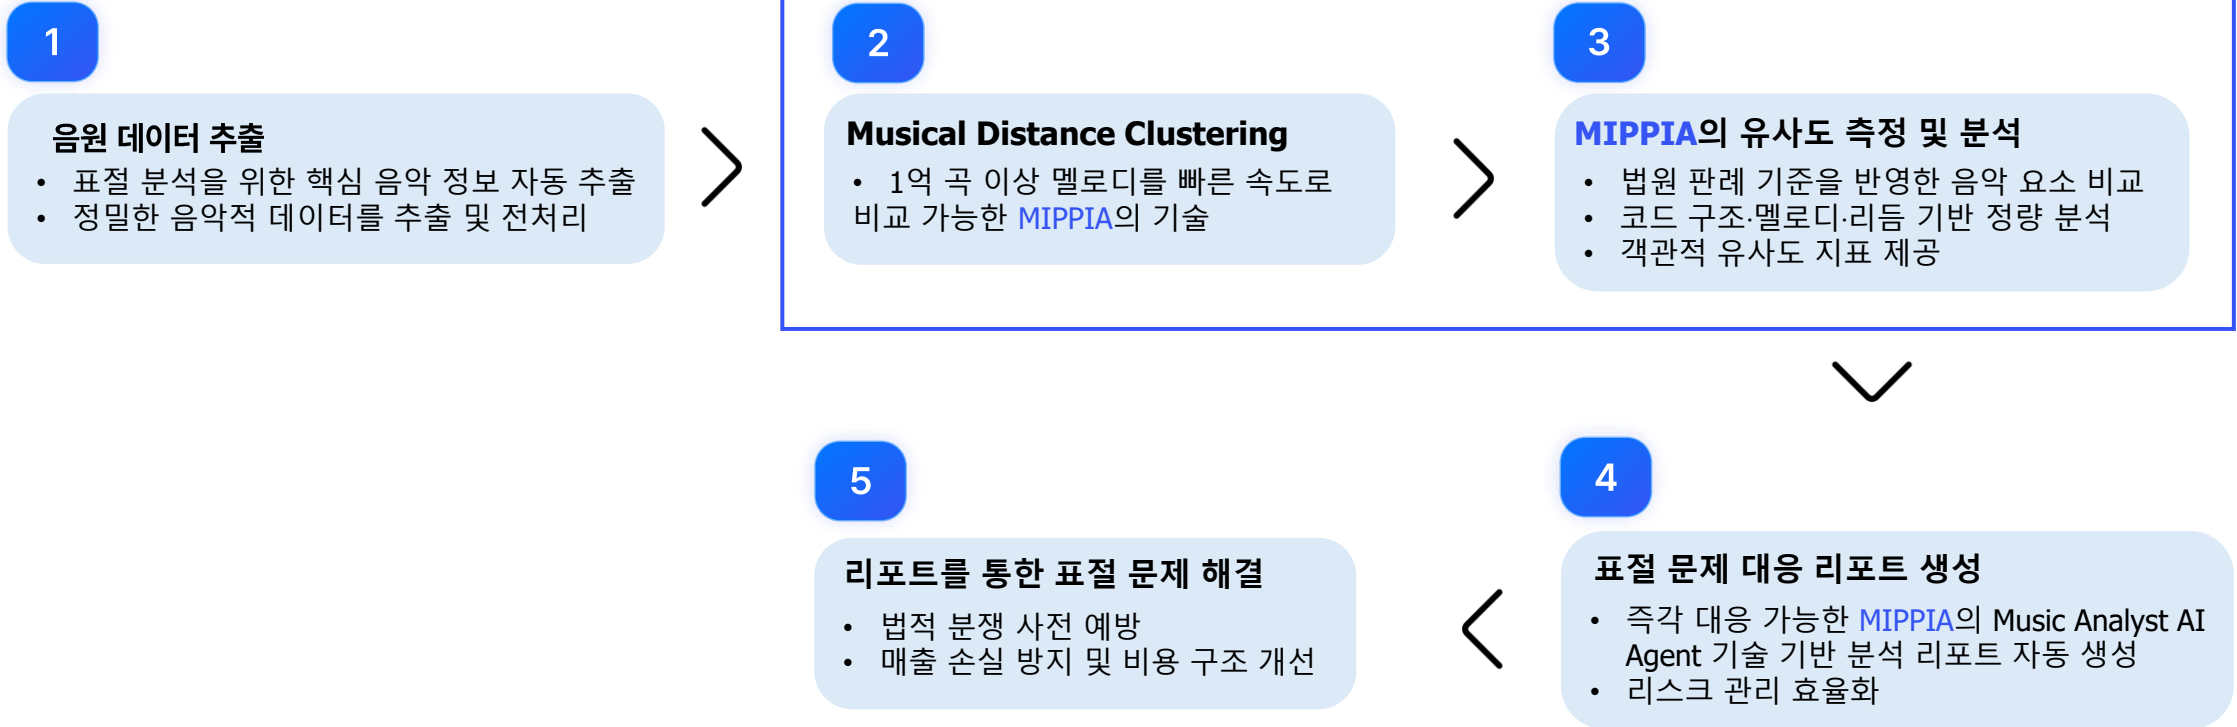 1
음원 데이터 추출
• 표절 분석을 위한 핵심 음악 정보 자동 추출
• 정밀한 음악적 데이터를 추출 및 전처리
2
Musical Distance Clustering
• 1억 곡 이상 멜로디를 빠른 속도로
비교 가능한 MIPPIA의 기술
3
MIPPIA의 유사도 측정 및 분석
• 법원 판례 기준을 반영한 음악 요소 비교
• 코드 구조·멜로디·리듬 기반 정량 분석
• 객관적 유사도 지표 제공
4
표절 문제 대응 리포트 생성
• 즉각 대응 가능한 MIPPIA의 Music Analyst AI
Agent 기술 기반 분석 리포트 자동 생성
• 리스크 관리 효율화
5
리포트를 통한 표절 문제 해결
• 법적 분쟁 사전 예방
• 매출 손실 방지 및 비용 구조 개선